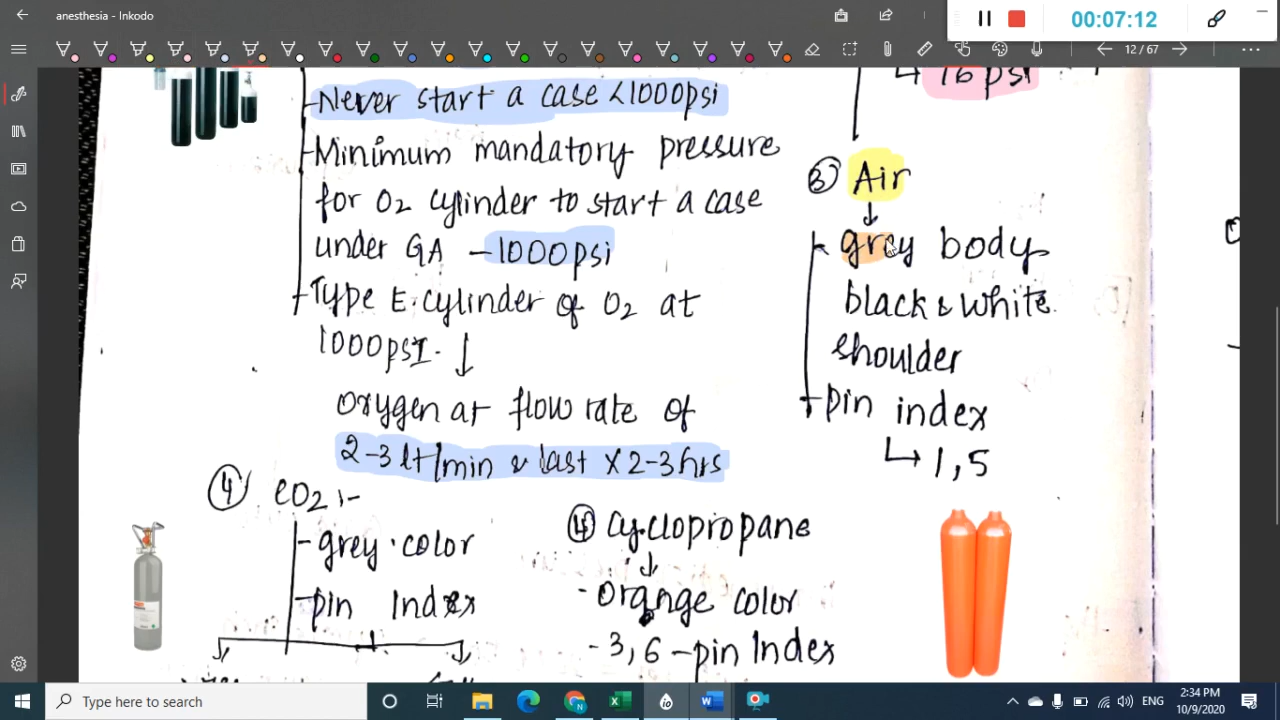 anesthesia - Inkodo
00:07:12
12 / 67
Never start a case <1000psi
Minimum mandatory pressure
for O2 cylinder to start a case
under GA - 1000psi
Type E cylinder of O2 at
1000psi. ↓
oxygen at flow rate of
2-3 lt/min & last x 2-3 hrs
④ CO2 :-
- grey color
- pin Index
↳ 16 psi
③ Air
↓
grey body
black & white
shoulder
pin index
↳ 1,5
④ Cyclopropane
↓
- orange color
- 3,6 - pin Index
Type here to search
ENG
2:34 PM
10/9/2020